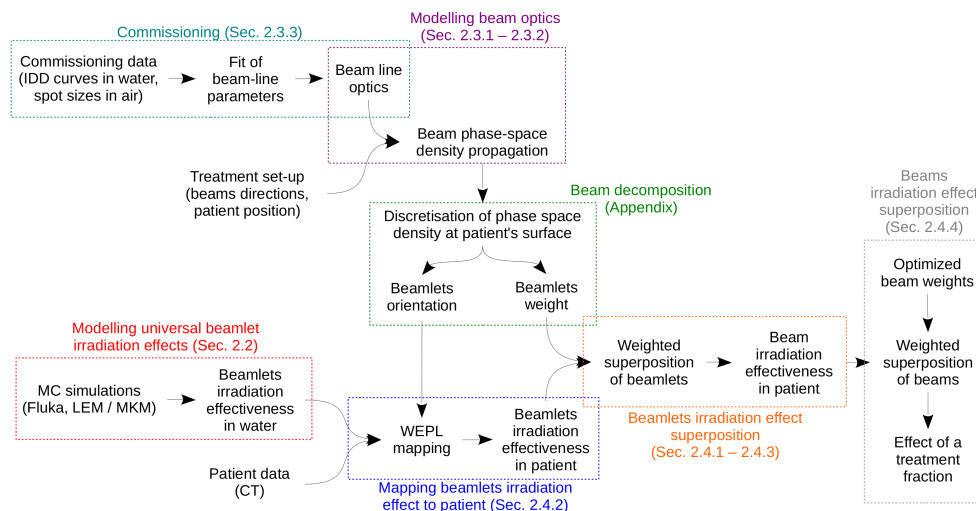 Commissioning (Sec. 2.3.3)
Commissioning data
(IDD curves in water,
spot sizes in air)
Fit of
beam-line
parameters
Modelling beam optics
(Sec. 2.3.1 – 2.3.2)
Beam line
optics
Beam phase-space
density propagation
Treatment set-up
(beams directions,
patient position)
Beam decomposition
(Appendix)
Discretisation of phase space
density at patient's surface
Beamlets
orientation
Beamlets
weight
Modelling universal beamlet
irradiation effects (Sec. 2.2)
MC simulations
(Fluka, LEM / MKM)
Beamlets
irradiation
effectiveness
in water
Patient data
(CT)
WEPL
mapping
Beamlets
irradiation
effectiveness
in patient
Mapping beamlets irradiation
effect to patient (Sec. 2.4.2)
Weighted
superposition
of beamlets
Beam
irradiation
effectiveness
in patient
Beamlets irradiation effect
superposition
(Sec. 2.4.1 – 2.4.3)
Beams
irradiation effect
superposition
(Sec. 2.4.4)
Optimized
beam weights
Weighted
superposition
of beams
Effect of a
treatment
fraction